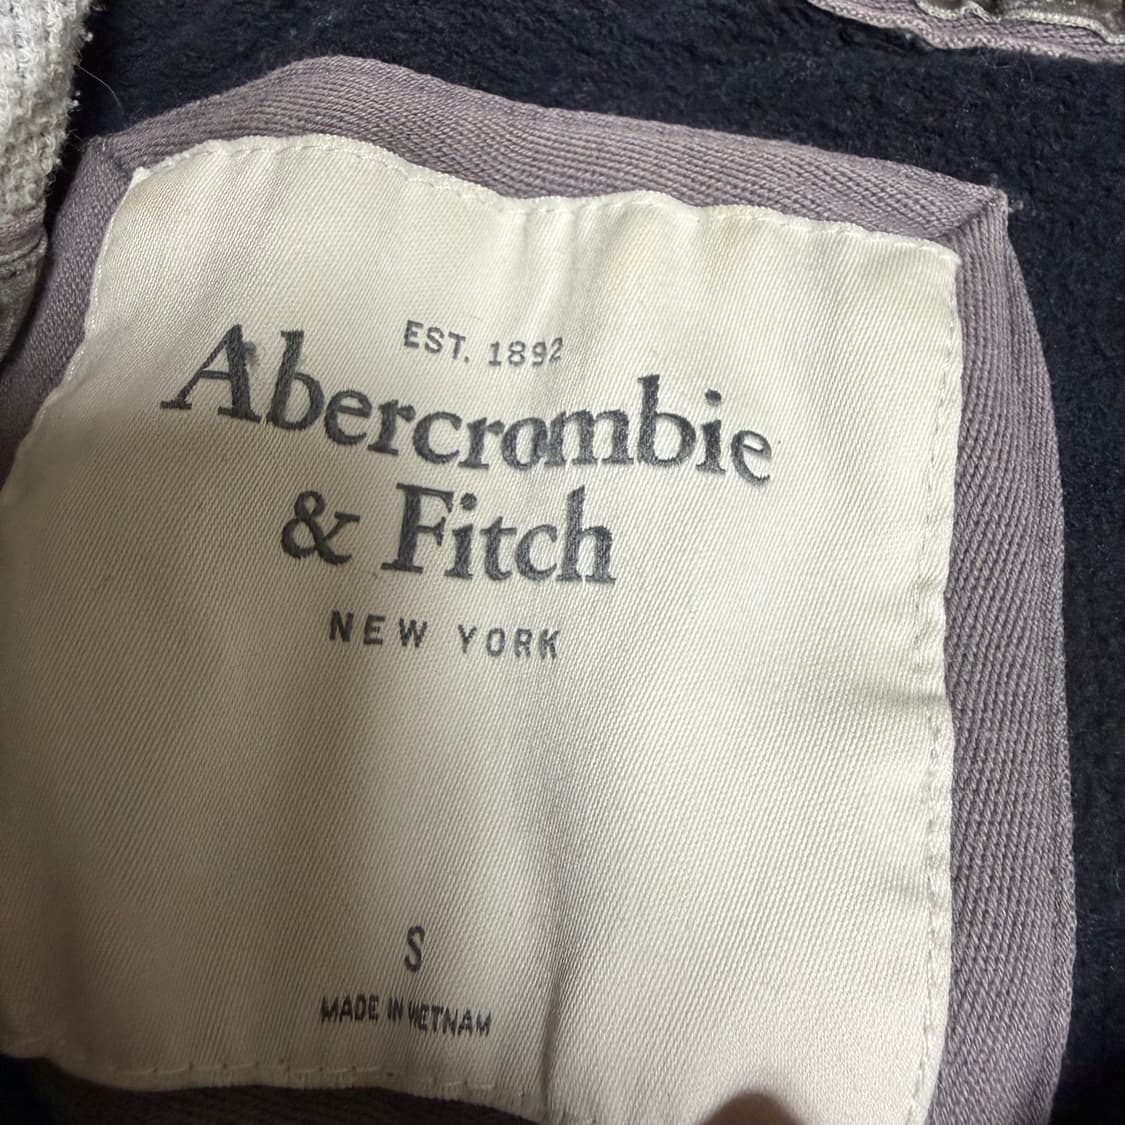 EST. 1892
Abercrombie
& Fitch
NEW YORK
S
MADE IN VIETNAM